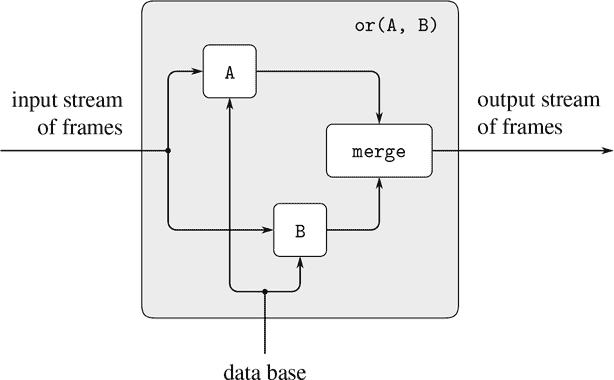 or(A, B)
A
input stream
of frames
output stream
of frames
merge
B
data base